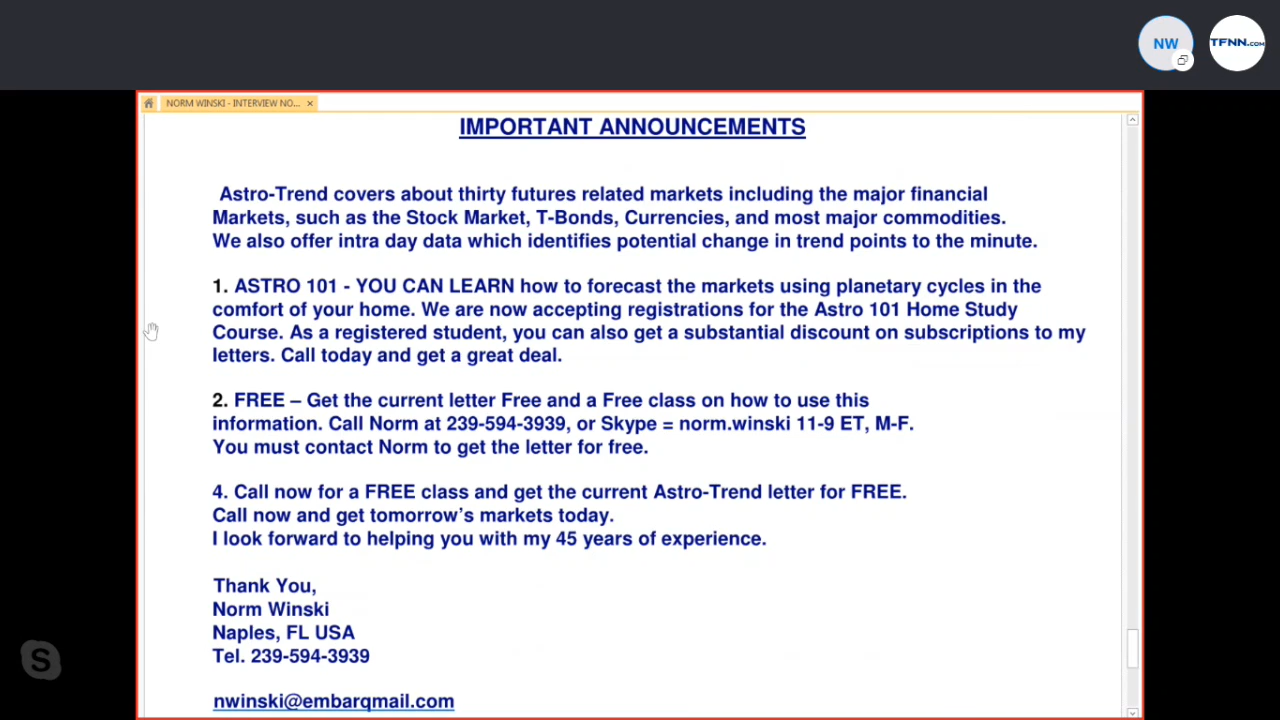 NW
TFNN.COM
NORM WINSKI - INTERVIEW NO...
IMPORTANT ANNOUNCEMENTS
Astro-Trend covers about thirty futures related markets including the major financial
Markets, such as the Stock Market, T-Bonds, Currencies, and most major commodities.
We also offer intra day data which identifies potential change in trend points to the minute.
1. ASTRO 101 - YOU CAN LEARN how to forecast the markets using planetary cycles in the
comfort of your home. We are now accepting registrations for the Astro 101 Home Study
Course. As a registered student, you can also get a substantial discount on subscriptions to my
letters. Call today and get a great deal.
2. FREE – Get the current letter Free and a Free class on how to use this
information. Call Norm at 239-594-3939, or Skype = norm.winski 11-9 ET, M-F.
You must contact Norm to get the letter for free.
4. Call now for a FREE class and get the current Astro-Trend letter for FREE.
Call now and get tomorrow’s markets today.
I look forward to helping you with my 45 years of experience.
Thank You,
Norm Winski
Naples, FL USA
Tel. 239-594-3939
nwinski@embarqmail.com
S